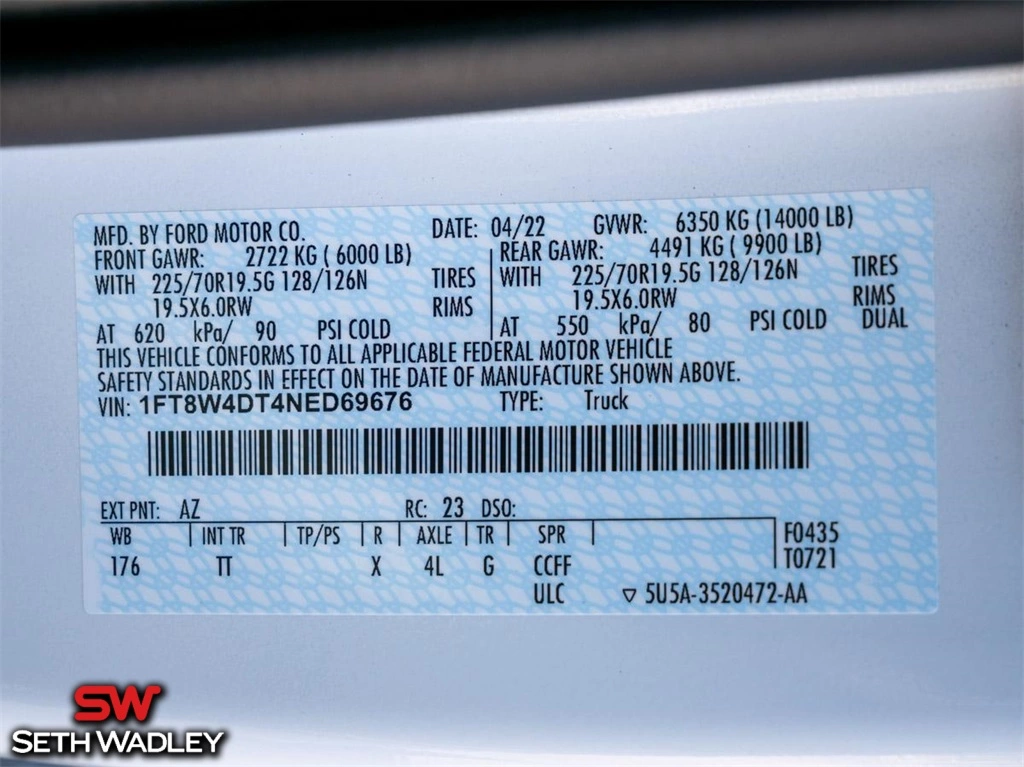 MFD. BY FORD MOTOR CO. DATE: 04/22 GVWR: 6350 KG (14000 LB)
FRONT GAWR: 2722 KG ( 6000 LB) REAR GAWR: 4491 KG ( 9900 LB)
WITH 225/70R19.5G 128/126N TIRES WITH 225/70R19.5G 128/126N TIRES
19.5X6.0RW RIMS 19.5X6.0RW RIMS
AT 620 kPa/ 90 PSI COLD AT 550 kPa/ 80 PSI COLD DUAL
THIS VEHICLE CONFORMS TO ALL APPLICABLE FEDERAL MOTOR VEHICLE
SAFETY STANDARDS IN EFFECT ON THE DATE OF MANUFACTURE SHOWN ABOVE.
VIN: 1FT8W4DT4NED69676 TYPE: Truck
EXT PNT: AZ RC: 23 DSO:
WB INT TR TP/PS R AXLE TR SPR F0435
176 TT X 4L G CCFF T0721
ULC ▽ 5U5A-3520472-AA
SW
SETH WADLEY